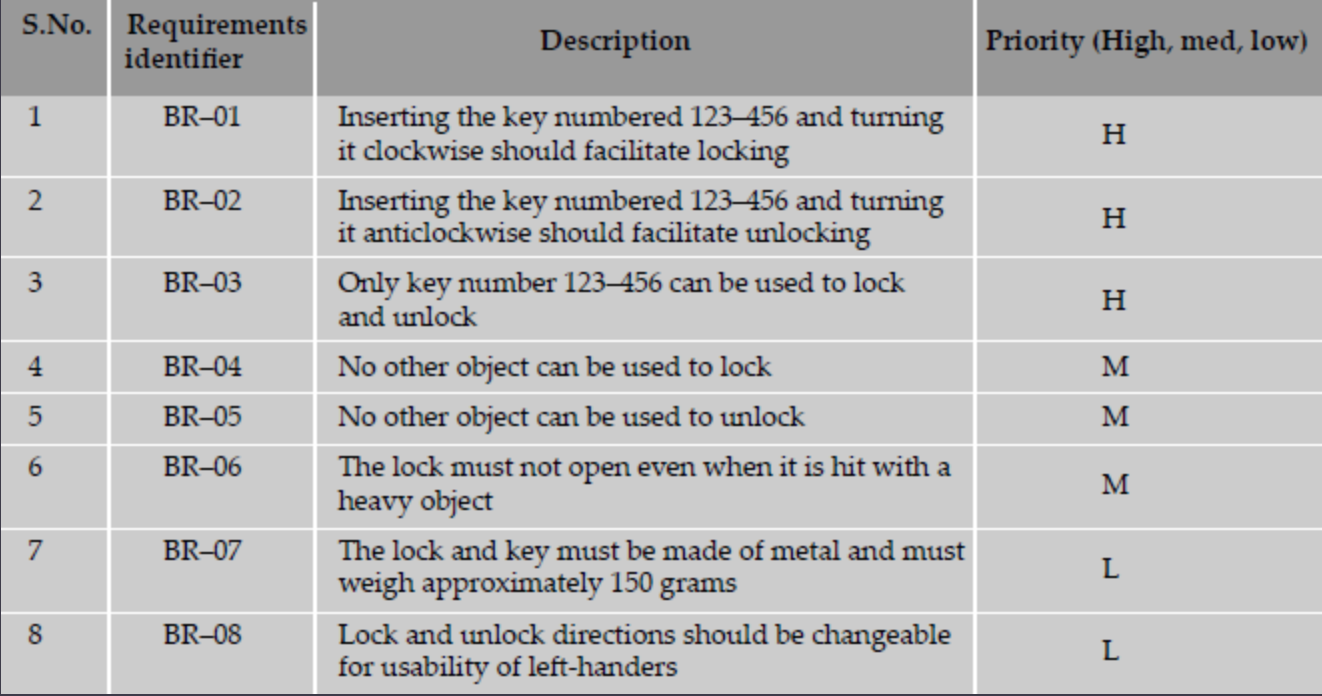 S.No. Requirements identifier Description Priority (High, med, low)
1 BR–01 Inserting the key numbered 123–456 and turning
it clockwise should facilitate locking H
2 BR–02 Inserting the key numbered 123–456 and turning
it anticlockwise should facilitate unlocking H
3 BR–03 Only key number 123–456 can be used to lock
and unlock H
4 BR–04 No other object can be used to lock M
5 BR–05 No other object can be used to unlock M
6 BR–06 The lock must not open even when it is hit with a
heavy object M
7 BR–07 The lock and key must be made of metal and must
weigh approximately 150 grams L
8 BR–08 Lock and unlock directions should be changeable
for usability of left-handers L